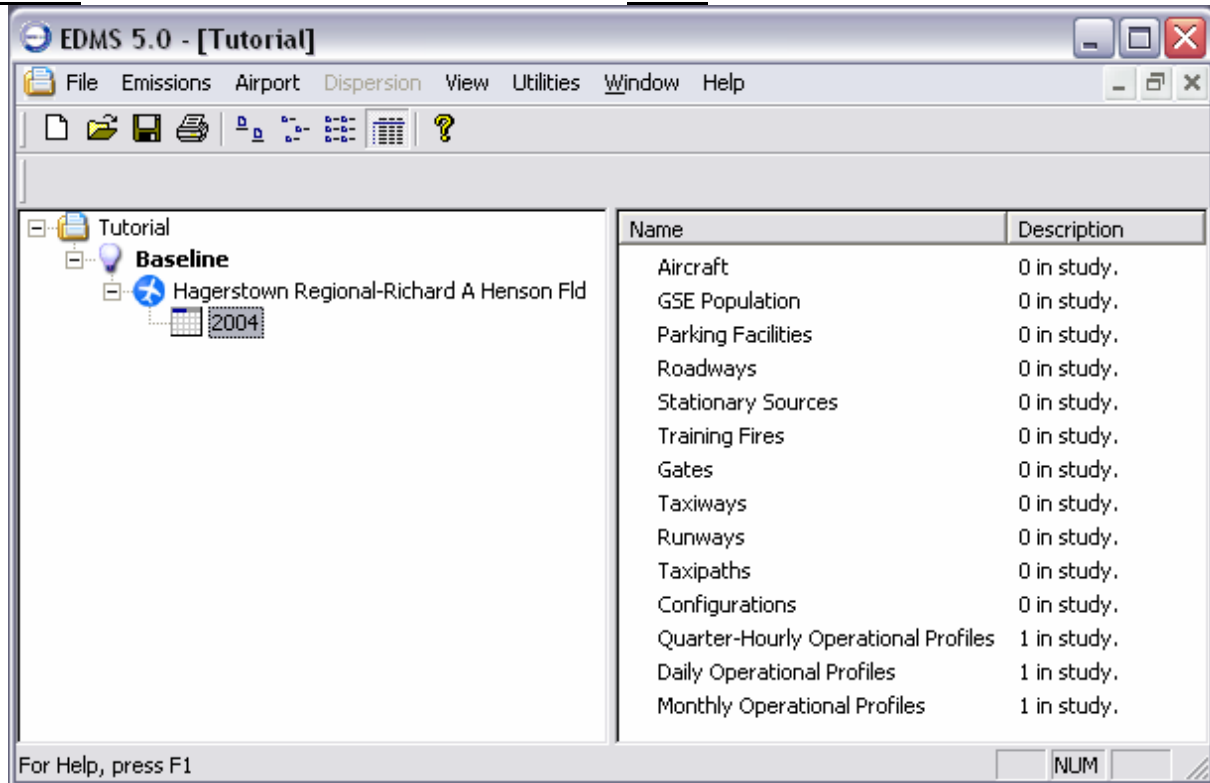 EDMS 5.0 - [Tutorial]
File Emissions Airport Dispersion View Utilities Window Help
Tutorial
Baseline
Hagerstown Regional-Richard A Henson Fld
2004
Name Description
Aircraft 0 in study.
GSE Population 0 in study.
Parking Facilities 0 in study.
Roadways 0 in study.
Stationary Sources 0 in study.
Training Fires 0 in study.
Gates 0 in study.
Taxiways 0 in study.
Runways 0 in study.
Taxipaths 0 in study.
Configurations 0 in study.
Quarter-Hourly Operational Profiles 1 in study.
Daily Operational Profiles 1 in study.
Monthly Operational Profiles 1 in study.
For Help, press F1 NUM